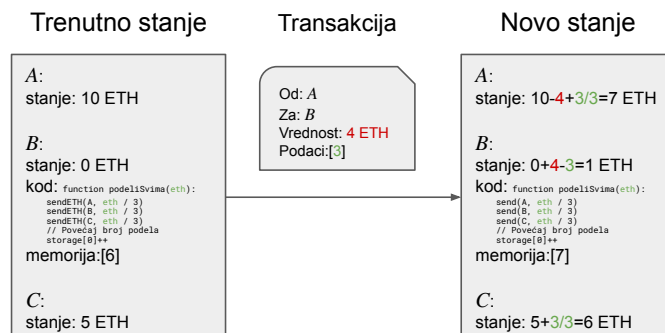 Trenutno stanje
Transakcija
Novo stanje
A:
stanje: 10 ETH
B:
stanje: 0 ETH
kod: function podeliSvima(eth):
sendETH(A, eth / 3)
sendETH(B, eth / 3)
sendETH(C, eth / 3)
// Povećaj broj podela
storage[0]++
memorija:[6]
C:
stanje: 5 ETH
Od: A
Za: B
Vrednost: 4 ETH
Podaci:[3]
A:
stanje: 10-4+3/3=7 ETH
B:
stanje: 0+4-3=1 ETH
kod: function podeliSvima(eth):
send(A, eth / 3)
send(B, eth / 3)
send(C, eth / 3)
// Povećaj broj podela
storage[0]++
memorija:[7]
C:
stanje: 5+3/3=6 ETH